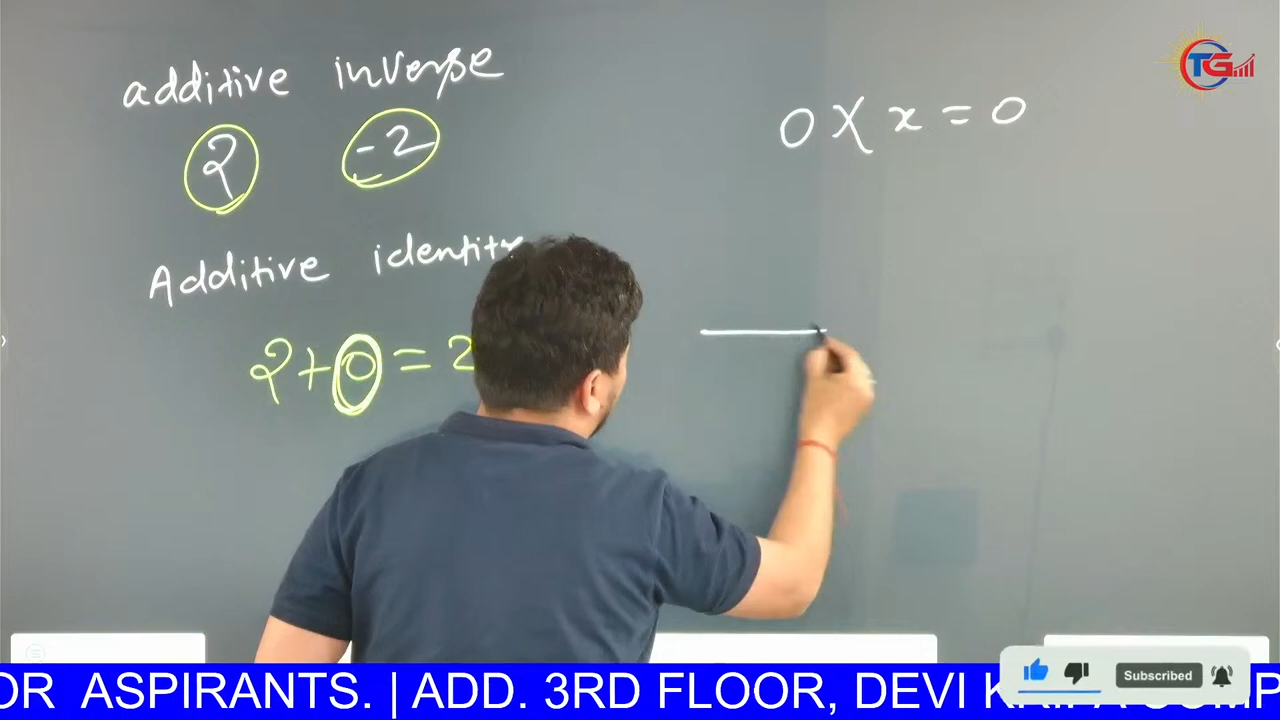 additive inverse
2 -2
Additive identity
2+0=2
0 X x = 0
TG
OR ASPIRANTS. | ADD. 3RD FLOOR, DEVI
Subscribed